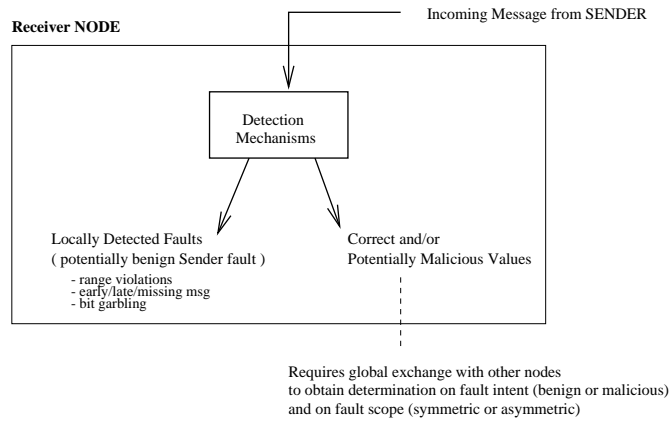 Incoming Message from SENDER
Receiver NODE
Detection
Mechanisms
Locally Detected Faults
( potentially benign Sender fault )
- range violations
- early/late/missing msg
- bit garbling
Correct and/or
Potentially Malicious Values
Requires global exchange with other nodes
to obtain determination on fault intent (benign or malicious)
and on fault scope (symmetric or asymmetric)